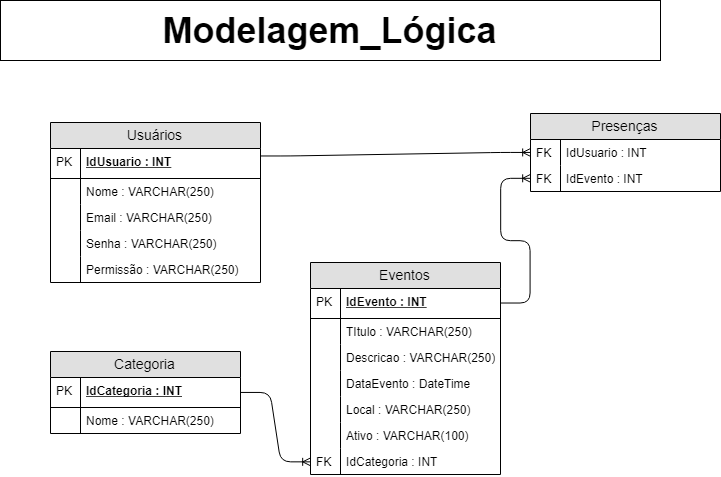 Modelagem_Lógica
Usuários
PK IdUsuario : INT
Nome : VARCHAR(250)
Email : VARCHAR(250)
Senha : VARCHAR(250)
Permissão : VARCHAR(250)
Presenças
FK IdUsuario : INT
FK IdEvento : INT
Eventos
PK IdEvento : INT
TItulo : VARCHAR(250)
Descricao : VARCHAR(250)
DataEvento : DateTime
Local : VARCHAR(250)
Ativo : VARCHAR(100)
FK IdCategoria : INT
Categoria
PK IdCategoria : INT
Nome : VARCHAR(250)